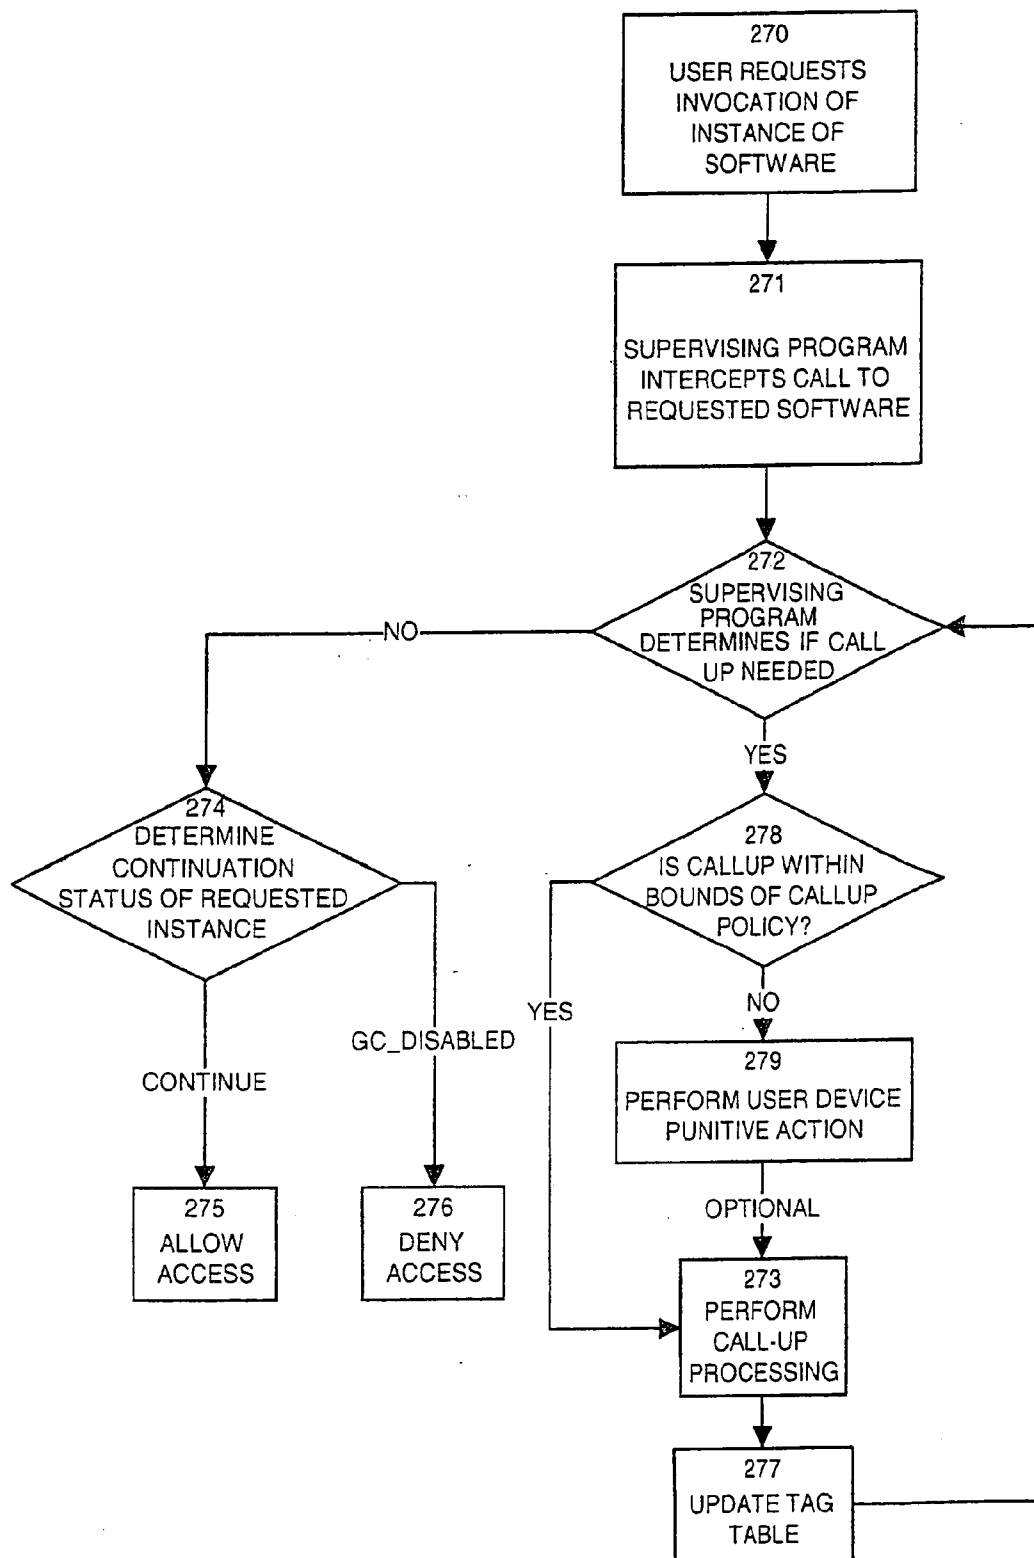 270
USER REQUESTS
INVOCATION OF
INSTANCE OF
SOFTWARE
271
SUPERVISING PROGRAM
INTERCEPTS CALL TO
REQUESTED SOFTWARE
272
SUPERVISING
PROGRAM
DETERMINES IF CALL
UP NEEDED
NO
YES
274
DETERMINE
CONTINUATION
STATUS OF REQUESTED
INSTANCE
278
IS CALLUP WITHIN
BOUNDS OF CALLUP
POLICY?
YES
NO
GC_DISABLED
CONTINUE
279
PERFORM USER DEVICE
PUNITIVE ACTION
OPTIONAL
275
ALLOW
ACCESS
276
DENY
ACCESS
273
PERFORM
CALL-UP
PROCESSING
277
UPDATE TAG
TABLE